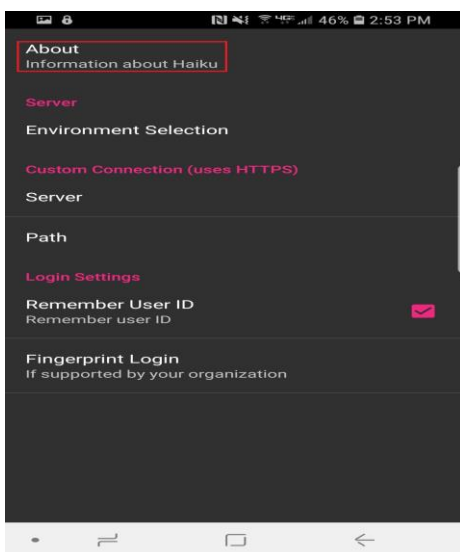 46% 2:53 PM
About
Information about Haiku
Server
Environment Selection
Custom Connection (uses HTTPS)
Server
Path
Login Settings
Remember User ID
Remember user ID
Fingerprint Login
If supported by your organization